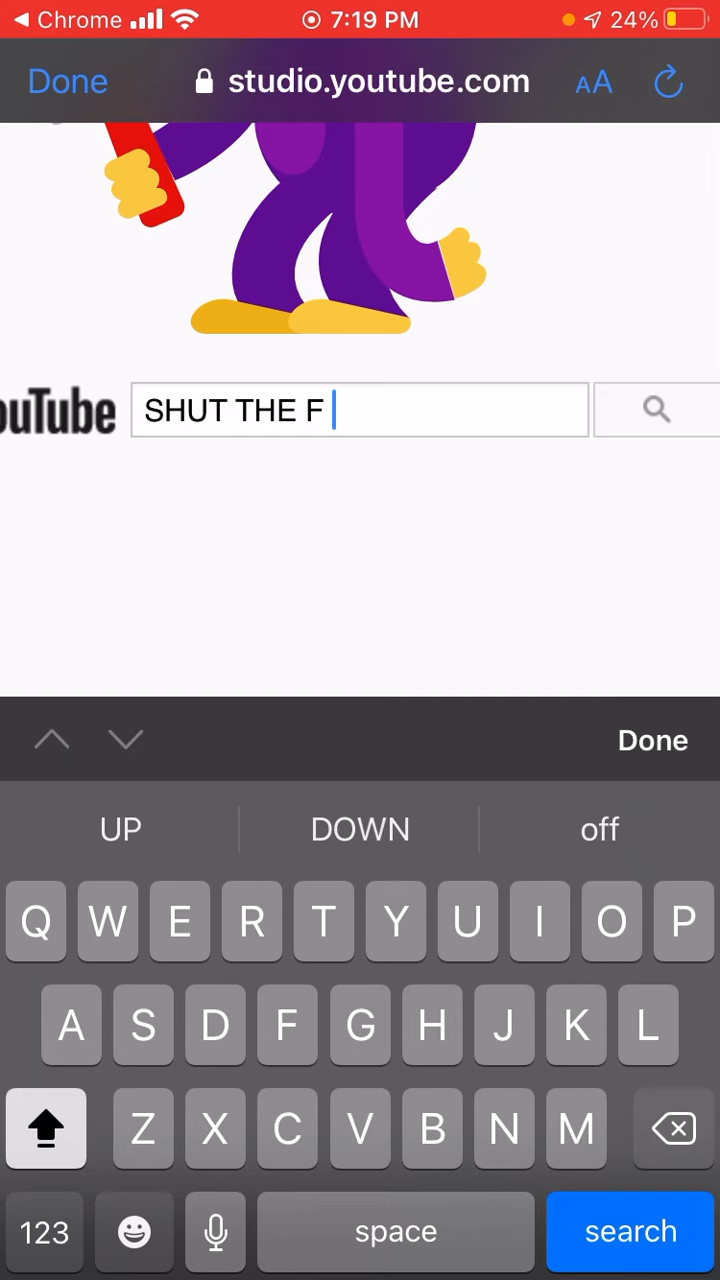 Chrome 7:19 PM 24%
Done studio.youtube.com AA
ouTube SHUT THE F
Done
UP DOWN off
Q W E R T Y U I O P
A S D F G H J K L
Z X C V B N M
123 space search